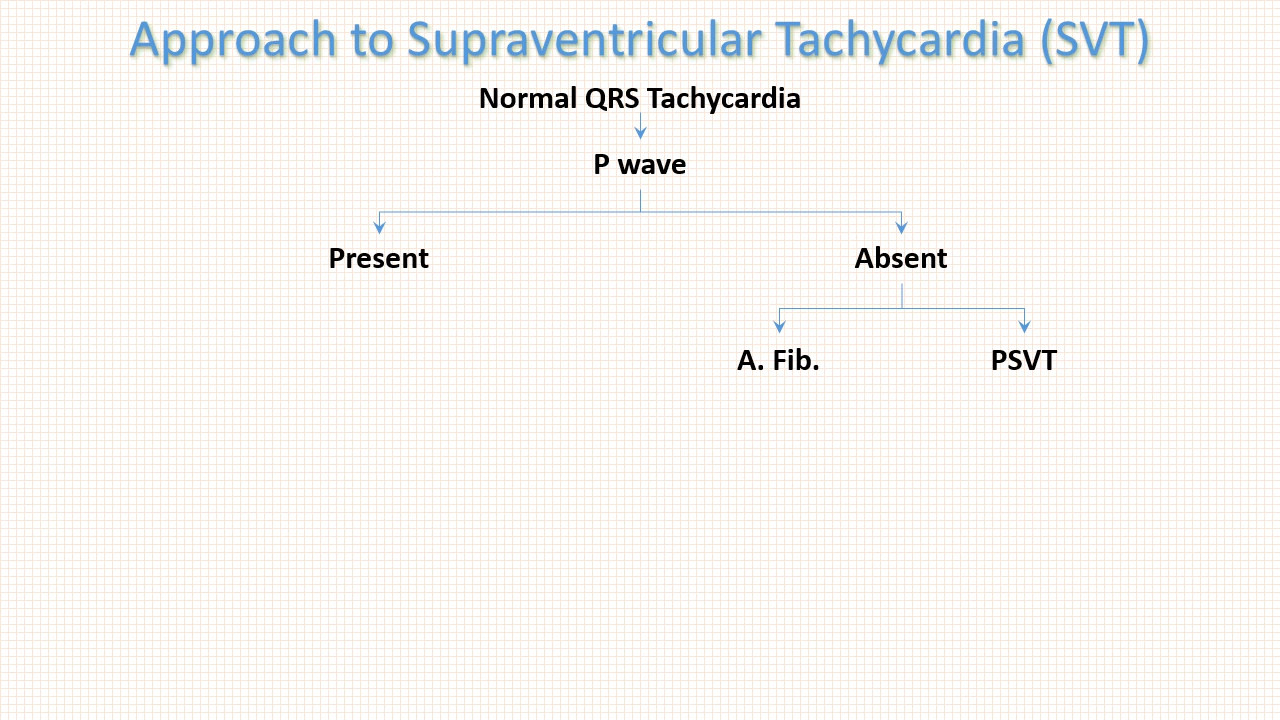 Approach to Supraventricular Tachycardia (SVT)
Normal QRS Tachycardia
P wave
Present
Absent
A. Fib.
PSVT